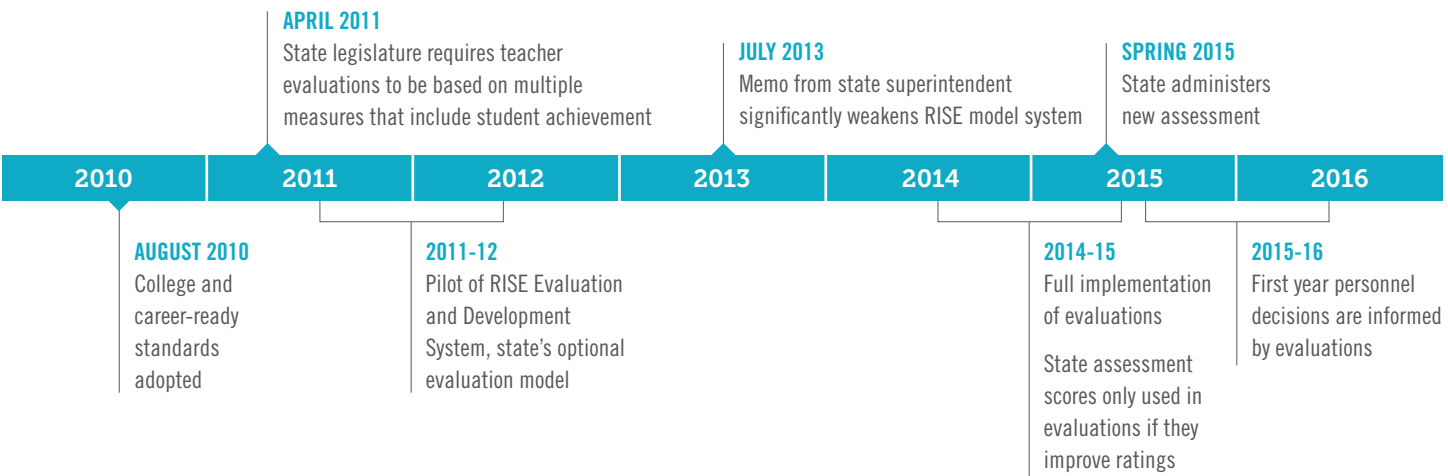 APRIL 2011
State legislature requires teacher
evaluations to be based on multiple
measures that include student achievement
JULY 2013
Memo from state superintendent
significantly weakens RISE model system
SPRING 2015
State administers
new assessment
2010
2011
2012
2013
2014
2015
2016
AUGUST 2010
College and
career-ready
standards
adopted
2011-12
Pilot of RISE Evaluation
and Development
System, state's optional
evaluation model
2014-15
Full implementation
of evaluations
State assessment
scores only used in
evaluations if they
improve ratings
2015-16
First year personnel
decisions are informed
by evaluations